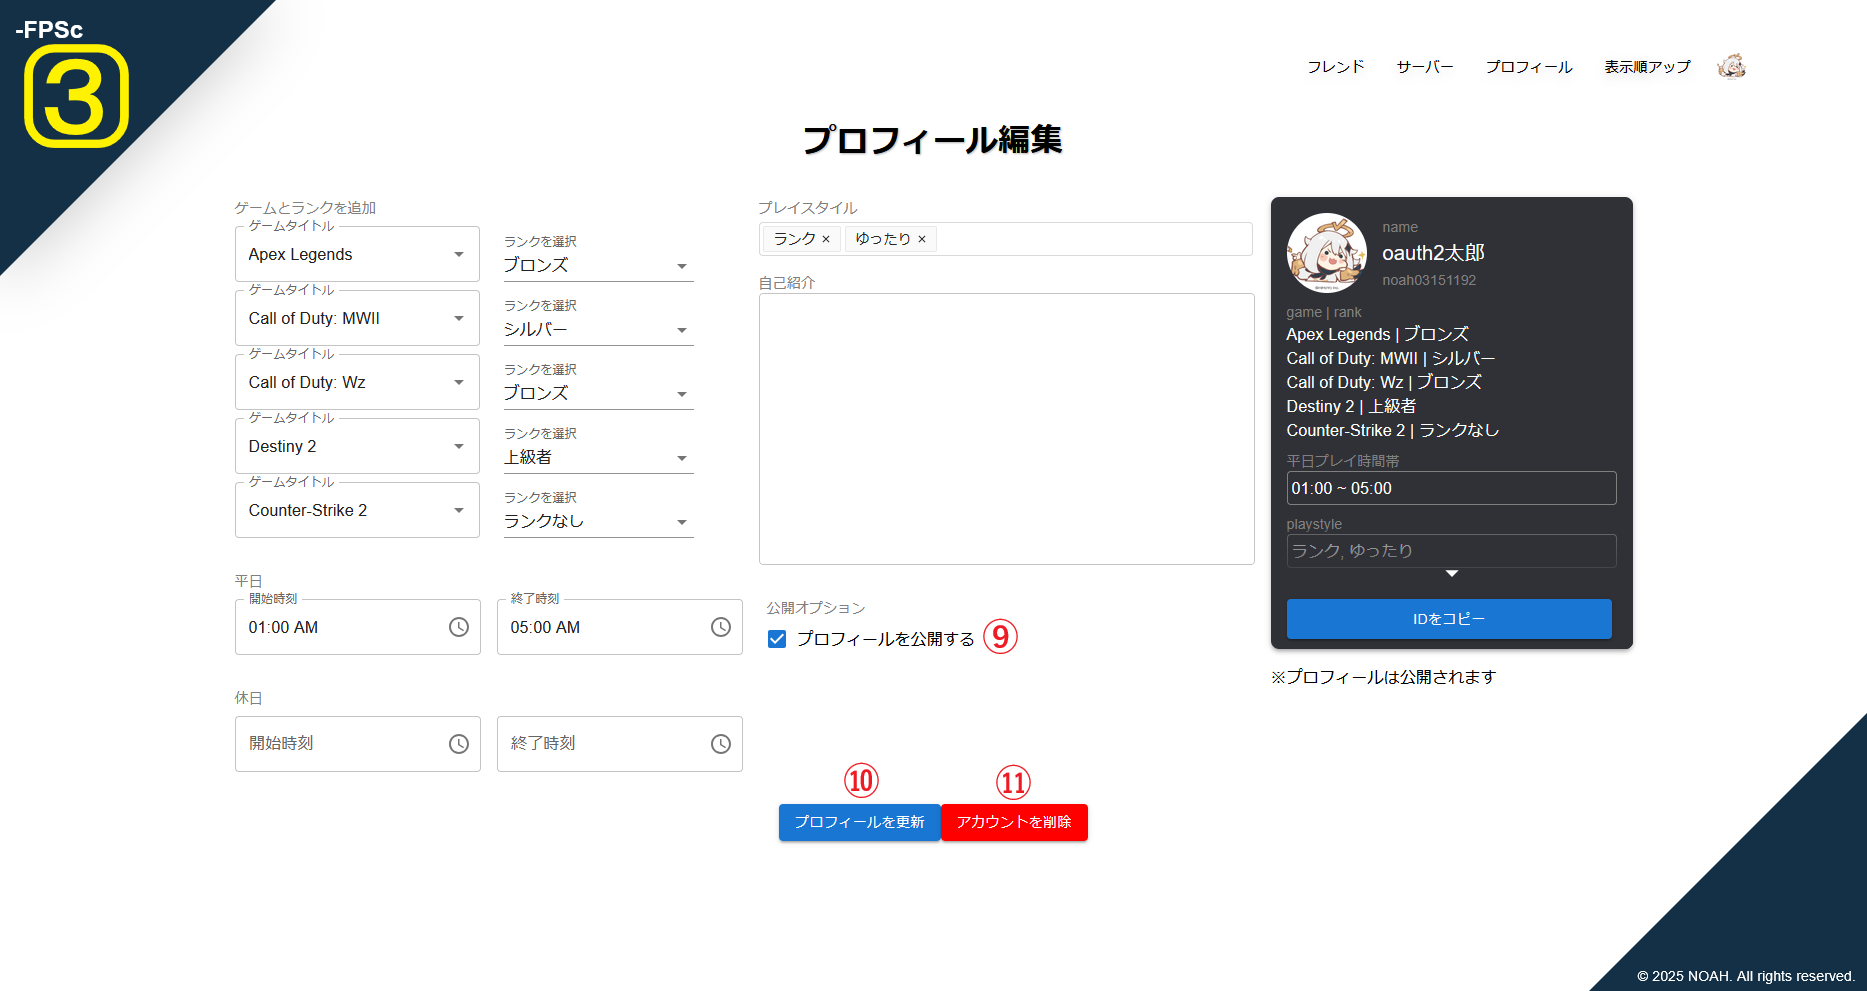 -FPSc
3
フレンド サーバー プロフィール 表示順アップ
プロフィール編集
ゲームとランクを追加
ゲームタイトル
Apex Legends
ランクを選択
ブロンズ
ゲームタイトル
Call of Duty: MWII
ランクを選択
シルバー
ゲームタイトル
Call of Duty: Wz
ランクを選択
ブロンズ
ゲームタイトル
Destiny 2
ランクを選択
上級者
ゲームタイトル
Counter-Strike 2
ランクを選択
ランクなし
平日
開始時刻
01:00 AM
終了時刻
05:00 AM
休日
開始時刻
終了時刻
プレイスタイル
ランク × ゆったり ×
自己紹介
公開オプション
プロフィールを公開する ⑨
name
oauth2太郎
noah03151192
game | rank
Apex Legends | ブロンズ
Call of Duty: MWII | シルバー
Call of Duty: Wz | ブロンズ
Destiny 2 | 上級者
Counter-Strike 2 | ランクなし
平日プレイ時間帯
01:00 ~ 05:00
playstyle
ランク, ゆったり
IDをコピー
※プロフィールは公開されます
⑩ ⑪
プロフィールを更新 アカウントを削除
© 2025 NOAH. All rights reserved.